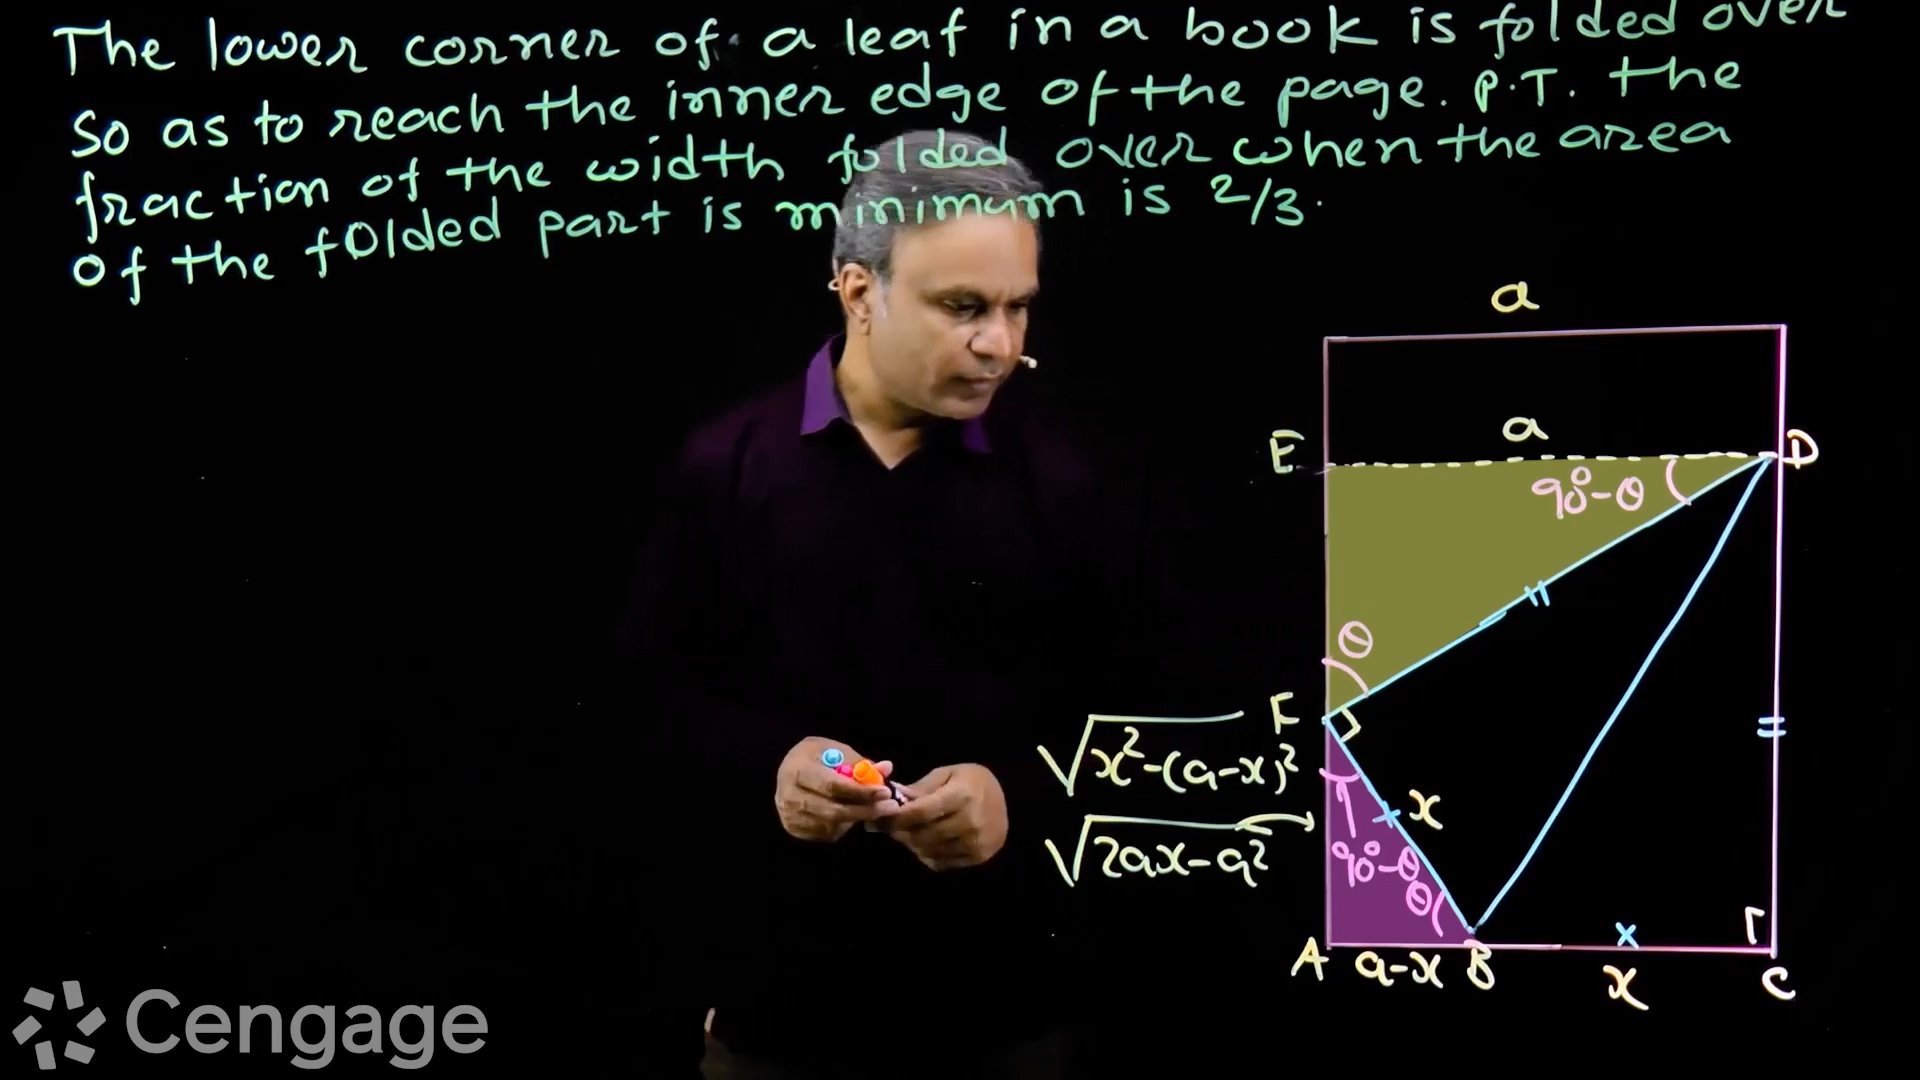 The lower corner of a leaf in a book is folded over
so as to reach the inner edge of the page. P.T. the
fraction of the width folded over when the area
of the folded part is minimum is 2/3.
a
E
a
D
90°-θ
θ
F
√x²-(a-x)²
x
√2ax-a²
90°-θ
θ
A
a-x
B
x
C
Cengage